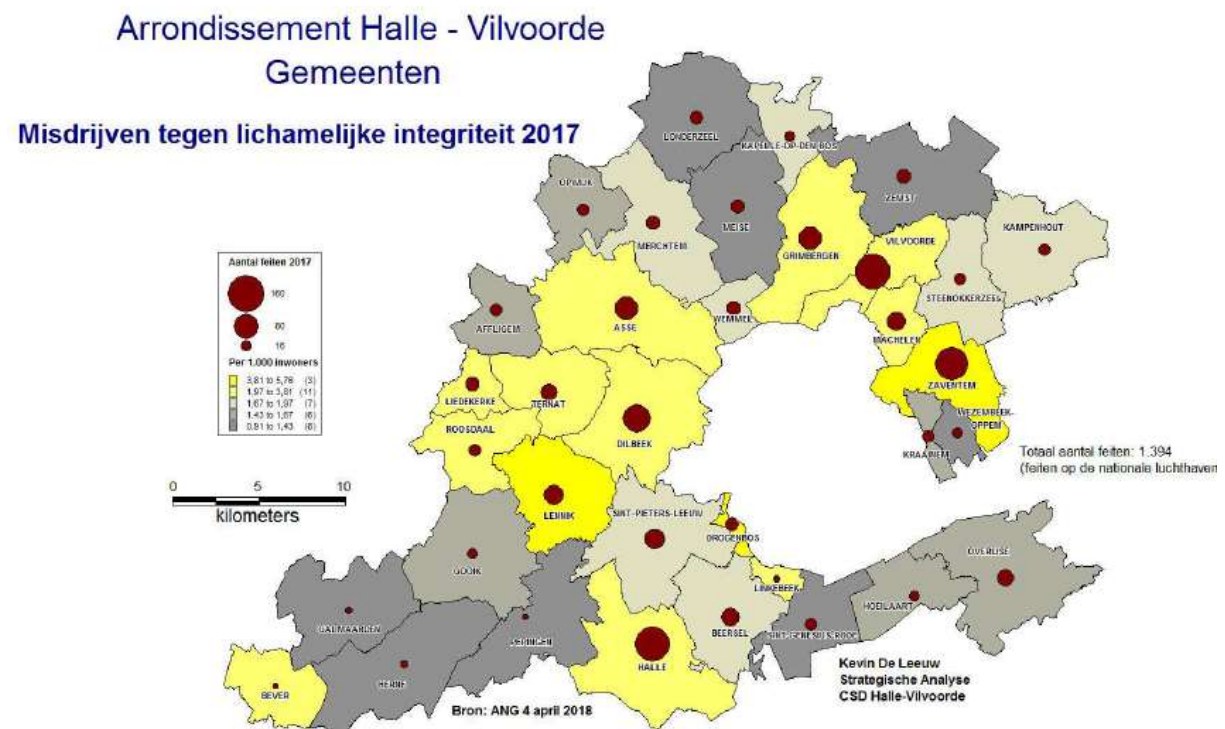 Arrondissement Halle - Vilvoorde
Gemeenten
Misdrijven tegen lichamelijke integriteit 2017
LONDERZEEL
KAPELLE-OP-DEN-BOS
OPWIJK
MEISE
ZEMST
MERCHTEM
GRIMBERGEN
VILVOORDE
KAMPENHOUT
STEENOKKERZEEL
Aantal feiten 2017
160
80
16
Per 1.000 inwoners
3,81 to 5,76 (3)
1,97 to 3,81 (11)
1,67 to 1,97 (7)
1,43 to 1,67 (6)
0,91 to 1,43 (8)
AFFLIGEM
ASSE
WEMMEL
MACHELEN
ZAVENTEM
LIEDEKERKE
TERNAT
DILBEEK
WEZEMBEEK-
OPPEM
ROOSDAAL
KRAAINEM
Totaal aantal feiten: 1.394
(feiten op de nationale luchthaven
0 5 10
kilometers
LENNIK
SINT-PIETERS-LEEUW
DROGENBOS
GOOIK
LINKEBEEK
OVERIJSE
HOEILAART
GALMAARDEN
PEPINGEN
BEERSEL
SINT-GENESIUS-RODE
HALLE
HERNE
BEVER
Kevin De Leeuw
Strategische Analyse
CSD Halle-Vilvoorde
Bron: ANG 4 april 2018